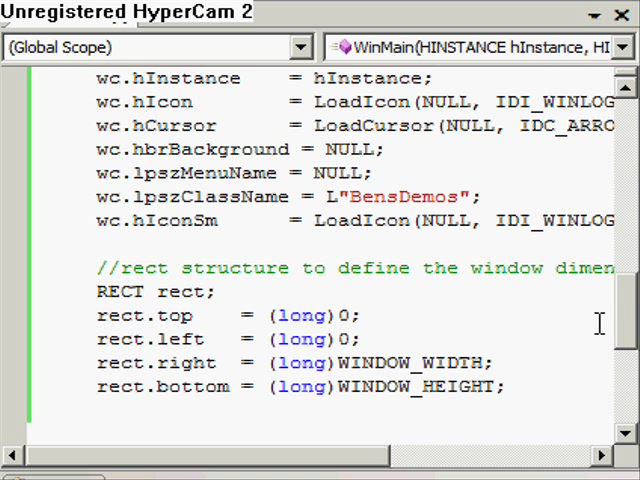 Unregistered HyperCam 2
(Global Scope) WinMain(HINSTANCE hInstance, HI
wc.hInstance = hInstance;
wc.hIcon = LoadIcon(NULL, IDI_WINLOG
wc.hCursor = LoadCursor(NULL, IDC_ARRO
wc.hbrBackground = NULL;
wc.lpszMenuName = NULL;
wc.lpszClassName = L"BensDemos";
wc.hIconSm = LoadIcon(NULL, IDI_WINLOG
//rect structure to define the window dimen
RECT rect;
rect.top = (long)0;
rect.left = (long)0;
rect.right = (long)WINDOW_WIDTH;
rect.bottom = (long)WINDOW_HEIGHT;